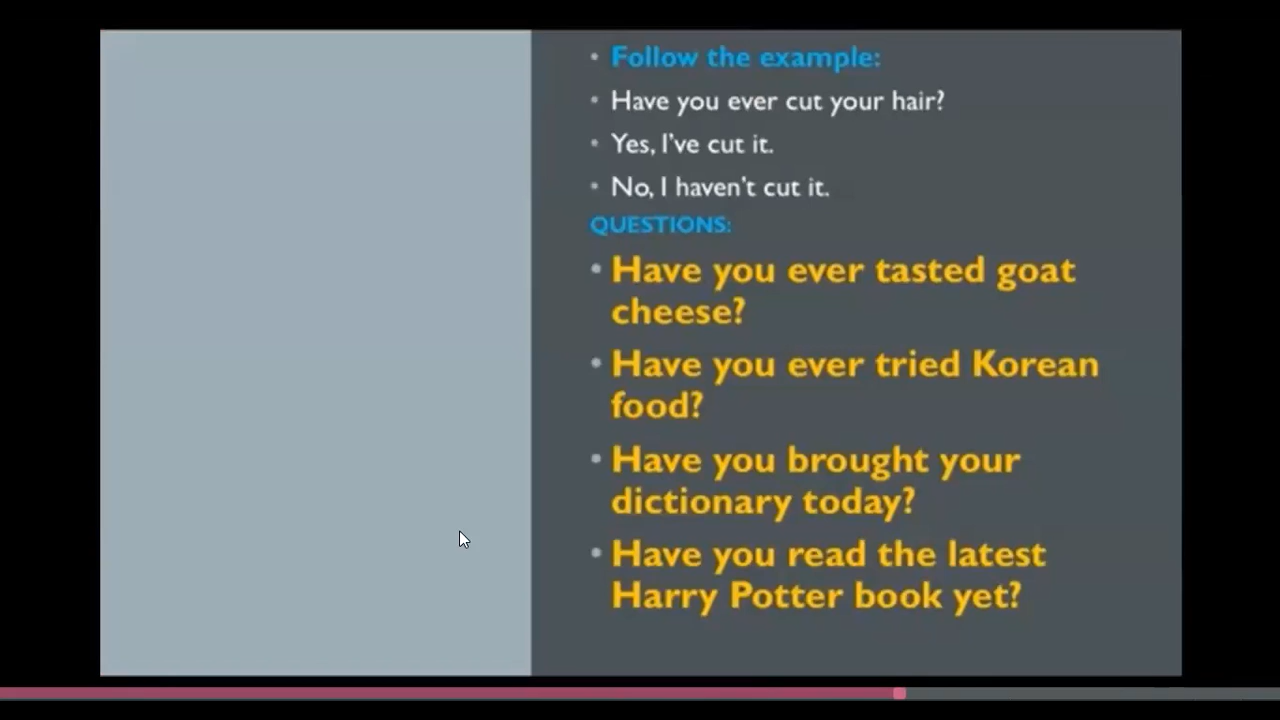 Follow the example:
Have you ever cut your hair?
Yes, I've cut it.
No, I haven't cut it.
QUESTIONS:
Have you ever tasted goat
cheese?
Have you ever tried Korean
food?
Have you brought your
dictionary today?
Have you read the latest
Harry Potter book yet?